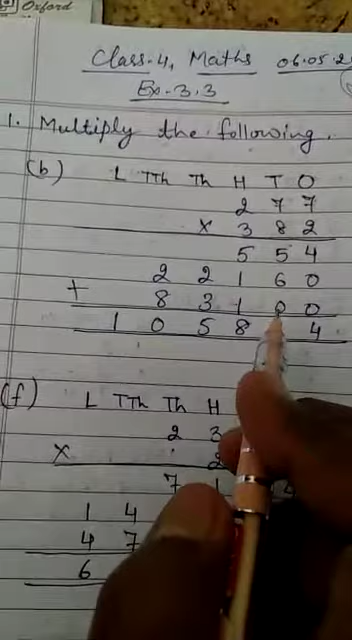 Oxford
Class-4, Maths 06.05.2
Ex-3.3
1. Multiply the following.
(b) L TTh Th H T O
2 7 7
x 3 8 2
5 5 4
2 2 1 6 0
+ 8 3 1 0 0
1 0 5 8 4
(f) L TTh Th H
2 3
x 2
7 1
1 4
4 7
6